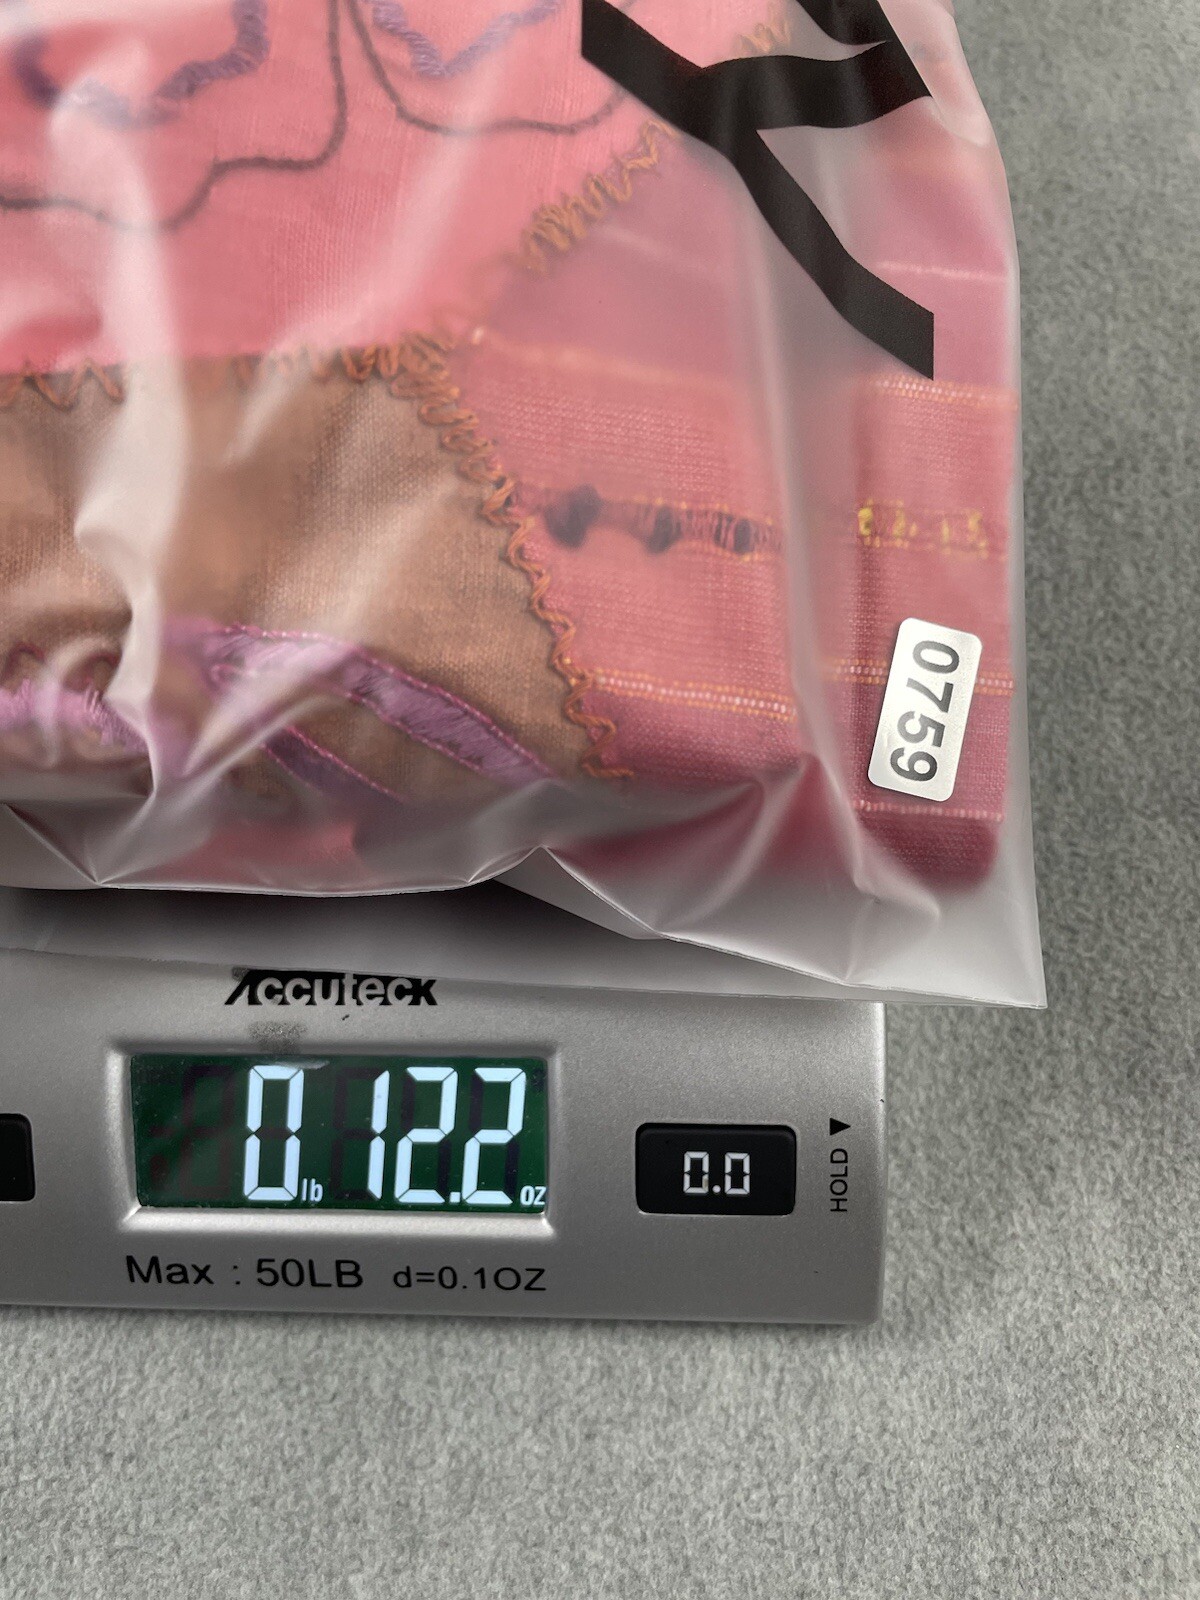 0759
Accuteck
0 lb 12.2 oz
0.0
HOLD ▼
Max : 50LB d=0.1OZ